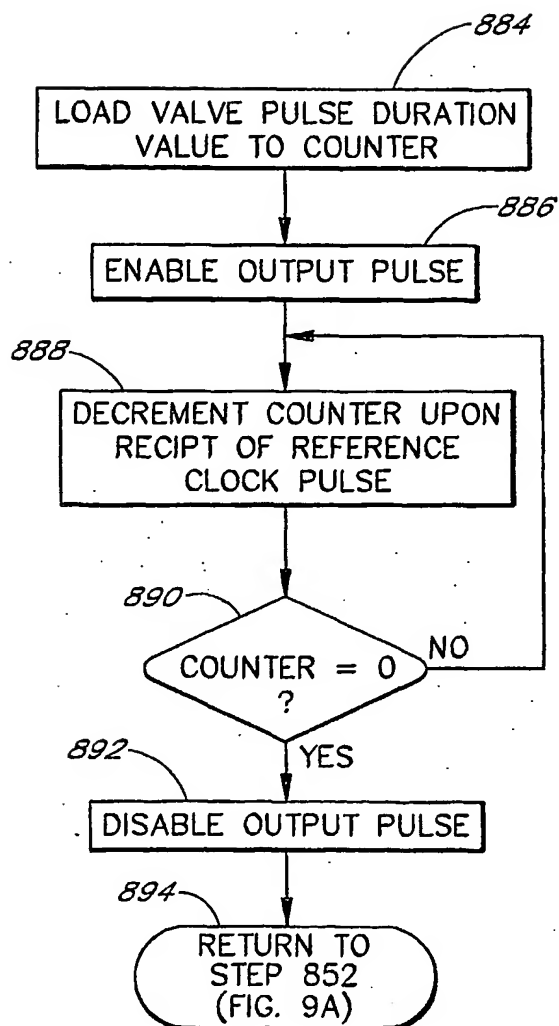 884
LOAD VALVE PULSE DURATION
VALUE TO COUNTER
886
ENABLE OUTPUT PULSE
888
DECREMENT COUNTER UPON
RECIPT OF REFERENCE
CLOCK PULSE
890
COUNTER = 0
?
NO
YES
892
DISABLE OUTPUT PULSE
894
RETURN TO
STEP 852
(FIG. 9A)